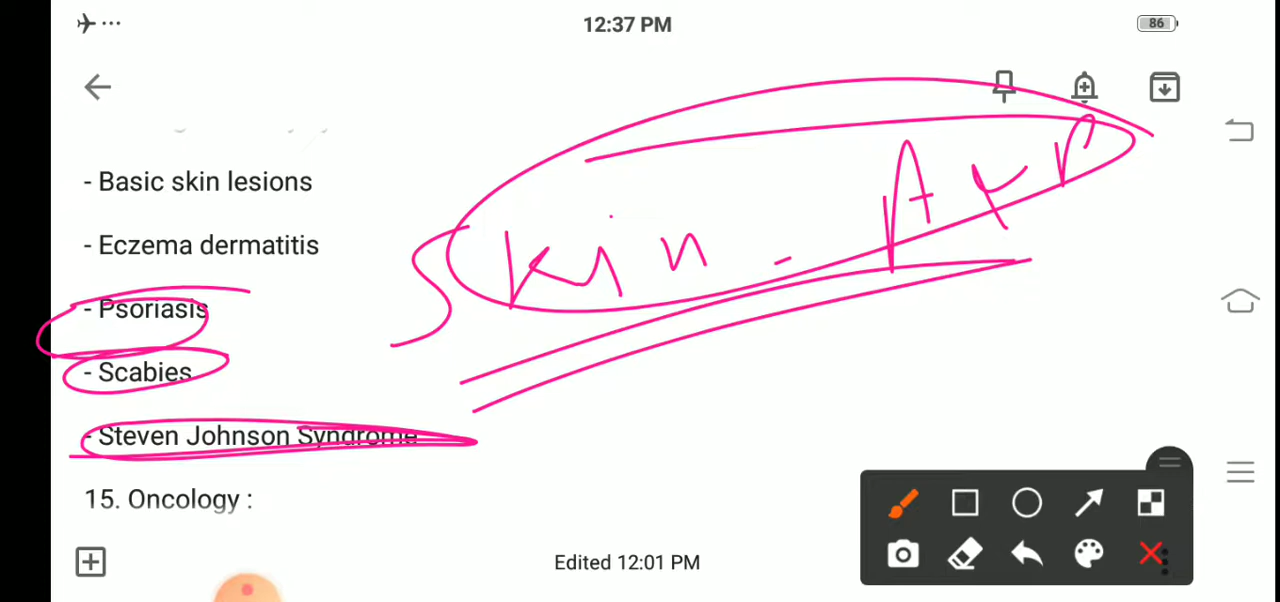 12:37 PM
86
- Basic skin lesions
- Eczema dermatitis
- Psoriasis
- Scabies
- Steven Johnson Syndrome
15. Oncology :
Edited 12:01 PM